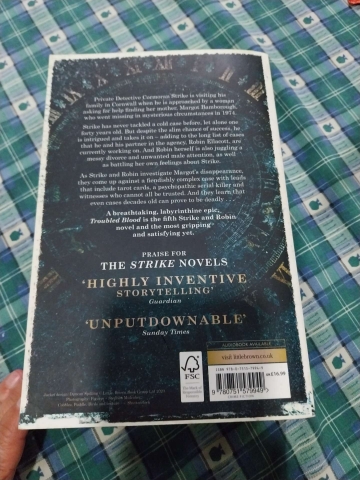 Private Detective Cormoran Strike is visiting his
family in Cornwall when he is approached by a woman
asking for help finding her mother, Margot Bamborough,
who went missing in mysterious circumstances in 1974.
Strike has never tackled a cold case before, let alone one
forty years old. But despite the slim chance of success, he
is intrigued and takes it on – adding to the long list of cases
that he and his partner in the agency, Robin Ellacott, are
currently working on. And Robin herself is also juggling a
messy divorce and unwanted male attention, as well
as battling her own feelings about Strike.
As Strike and Robin investigate Margot's disappearance,
they come up against a fiendishly complex case with leads
that include tarot cards, a psychopathic serial killer and
witnesses who cannot all be trusted. And they learn that
even cases decades old can prove to be deadly.
A breathtaking, labyrinthine epic,
Troubled Blood is the fifth Strike and Robin
novel and the most gripping
and satisfying yet.
PRAISE FOR
THE STRIKE NOVELS
'HIGHLY INVENTIVE
STORYTELLING'
Guardian
'UNPUTDOWNABLE'
Sunday Times
AUDIOBOOK AVAILABLE
visit littlebrown.co.uk
FSC
9 780751 579949